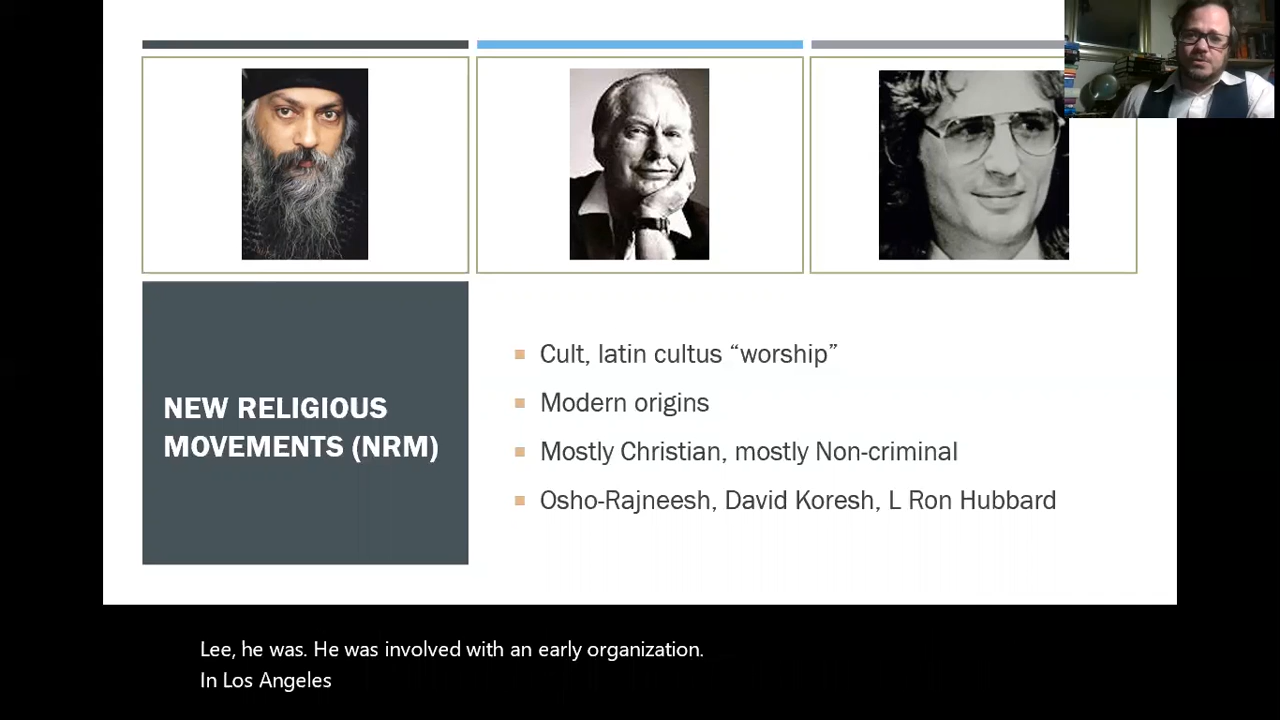 NEW RELIGIOUS
MOVEMENTS (NRM)
Cult, latin cultus “worship”
Modern origins
Mostly Christian, mostly Non-criminal
Osho-Rajneesh, David Koresh, L Ron Hubbard
Lee, he was. He was involved with an early organization.
In Los Angeles